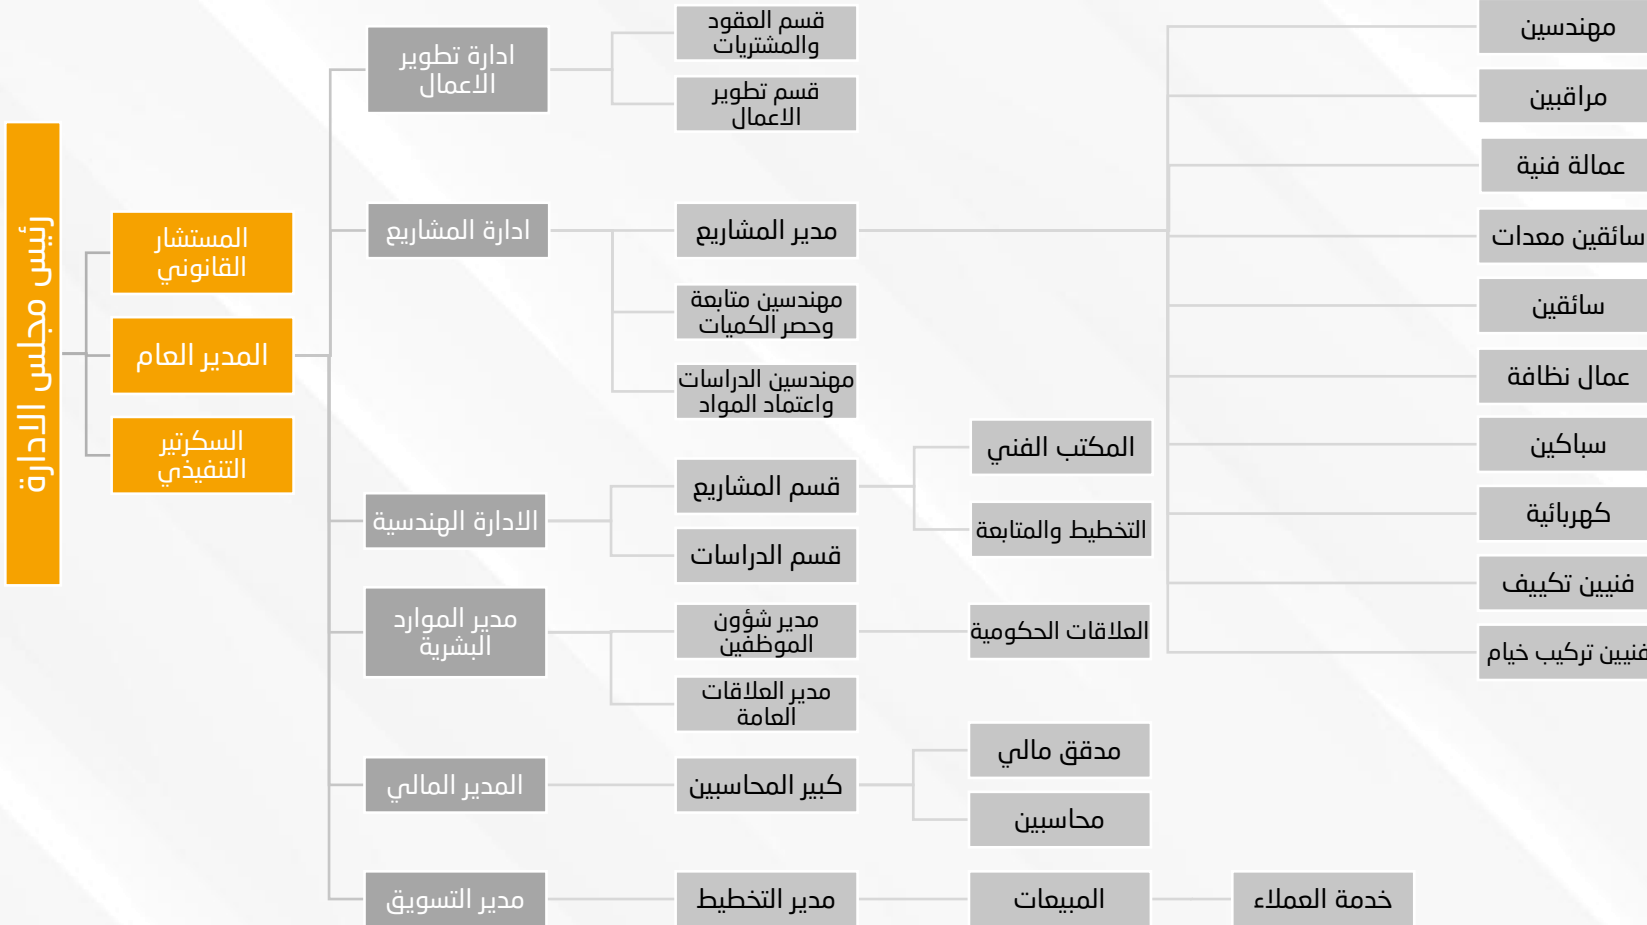 رئيس مجلس الادارة
المستشار
القانوني
المدير العام
السكرتير
التنفيذي
ادارة تطوير
الاعمال
قسم العقود
والمشتريات
قسم تطوير
الاعمال
ادارة المشاريع
مدير المشاريع
مهندسين متابعة
وحصر الكميات
مهندسين الدراسات
واعتماد المواد
مهندسين
مراقبين
عمالة فنية
سائقين معدات
سائقين
عمال نظافة
سباكين
كهربائية
فنيين تكييف
فنيين تركيب خيام
الادارة الهندسية
قسم المشاريع
المكتب الفني
التخطيط والمتابعة
قسم الدراسات
مدير الموارد
البشرية
مدير شؤون
الموظفين
العلاقات الحكومية
مدير العلاقات
العامة
المدير المالي
كبير المحاسبين
مدقق مالي
محاسبين
مدير التسويق
مدير التخطيط
المبيعات
خدمة العملاء